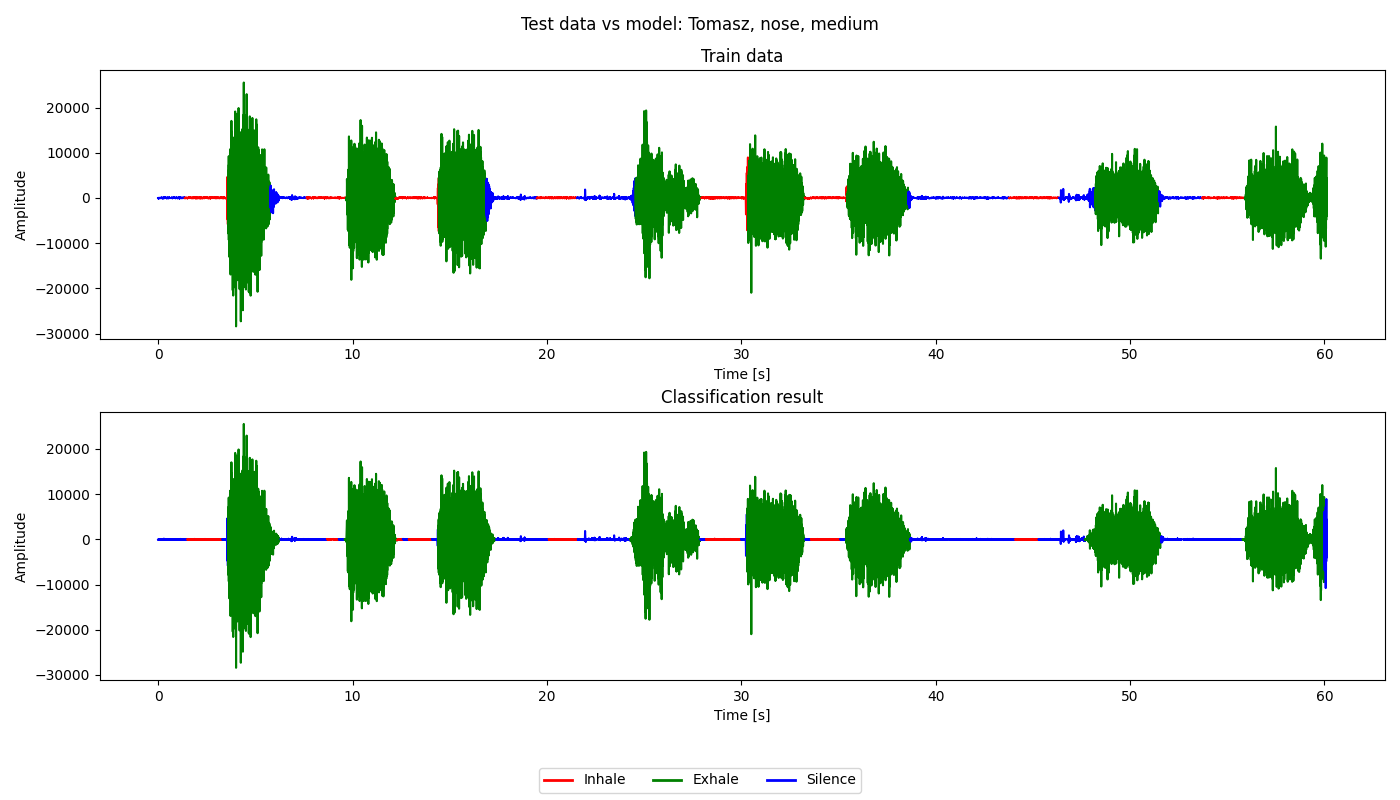 Test data vs model: Tomasz, nose, medium
Train data
Amplitude
20000
10000
0
−10000
−20000
−30000
0 10 20 30 40 50 60
Time [s]
Classification result
Amplitude
20000
10000
0
−10000
−20000
−30000
0 10 20 30 40 50 60
Time [s]
Inhale Exhale Silence